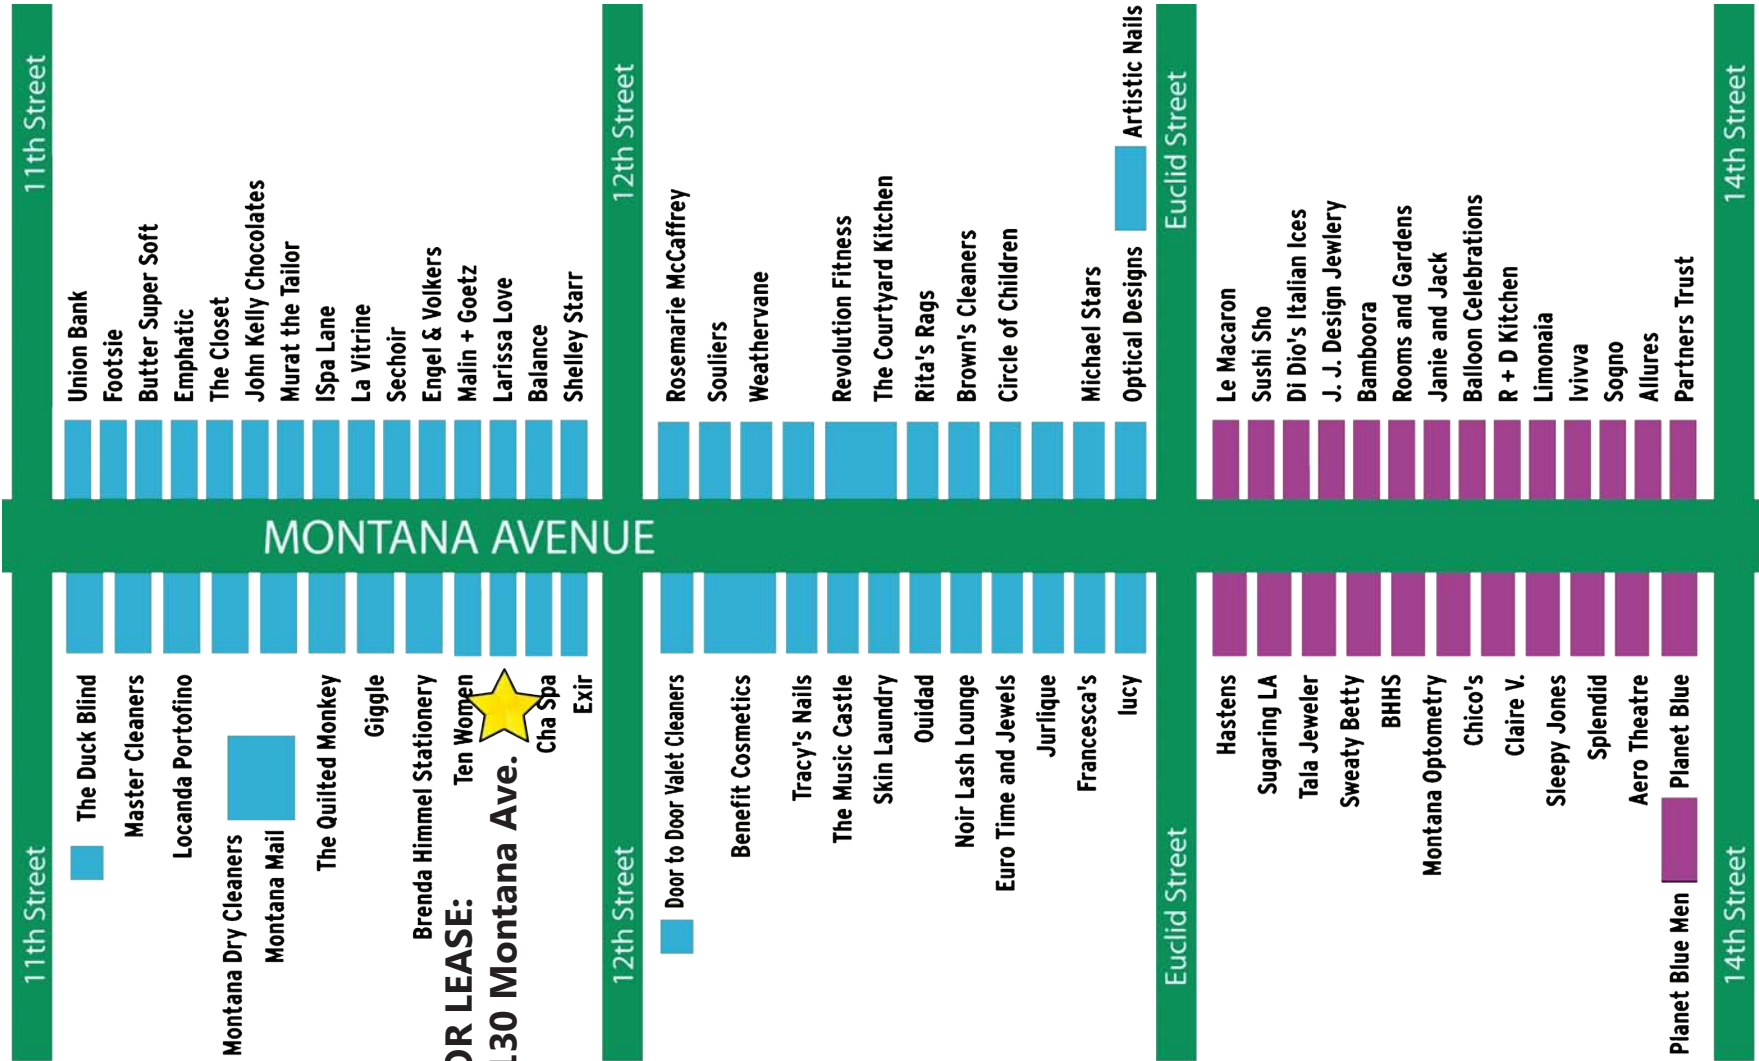 11th Street
12th Street
Euclid Street
14th Street
Artistic Nails
Union Bank
Footsie
Butter Super Soft
Emphatic
The Closet
John Kelly Chocolates
Murat the Tailor
ISpa Lane
La Vitrine
Sechoir
Engel & Volkers
Malin + Goetz
Larissa Love
Balance
Shelley Starr
Rosemarie McCaffrey
Souliers
Weathervane
Revolution Fitness
The Courtyard Kitchen
Rita's Rags
Brown's Cleaners
Circle of Children
Michael Stars
Optical Designs
Le Macaron
Sushi Sho
Di Dio's Italian Ices
J. J. Design Jewlery
Bamboora
Rooms and Gardens
Janie and Jack
Balloon Celebrations
R + D Kitchen
Limonaia
Ivivva
Sogno
Allures
Partners Trust
MONTANA AVENUE
The Duck Blind
Master Cleaners
Locanda Portofino
Montana Dry Cleaners
Montana Mail
The Quilted Monkey
Giggle
Brenda Himmel Stationery
Ten Women
Cha Spa
Exir
OR LEASE:
130 Montana Ave.
Door to Door Valet Cleaners
Benefit Cosmetics
Tracy's Nails
The Music Castle
Skin Laundry
Ouidad
Noir Lash Lounge
Euro Time and Jewels
Jurlique
Francesca's
lucy
Hastens
Sugaring LA
Tala Jeweler
Sweaty Betty
BHHS
Montana Optometry
Chico's
Claire V.
Sleepy Jones
Splendid
Aero Theatre
Planet Blue
Planet Blue Men
11th Street
12th Street
Euclid Street
14th Street